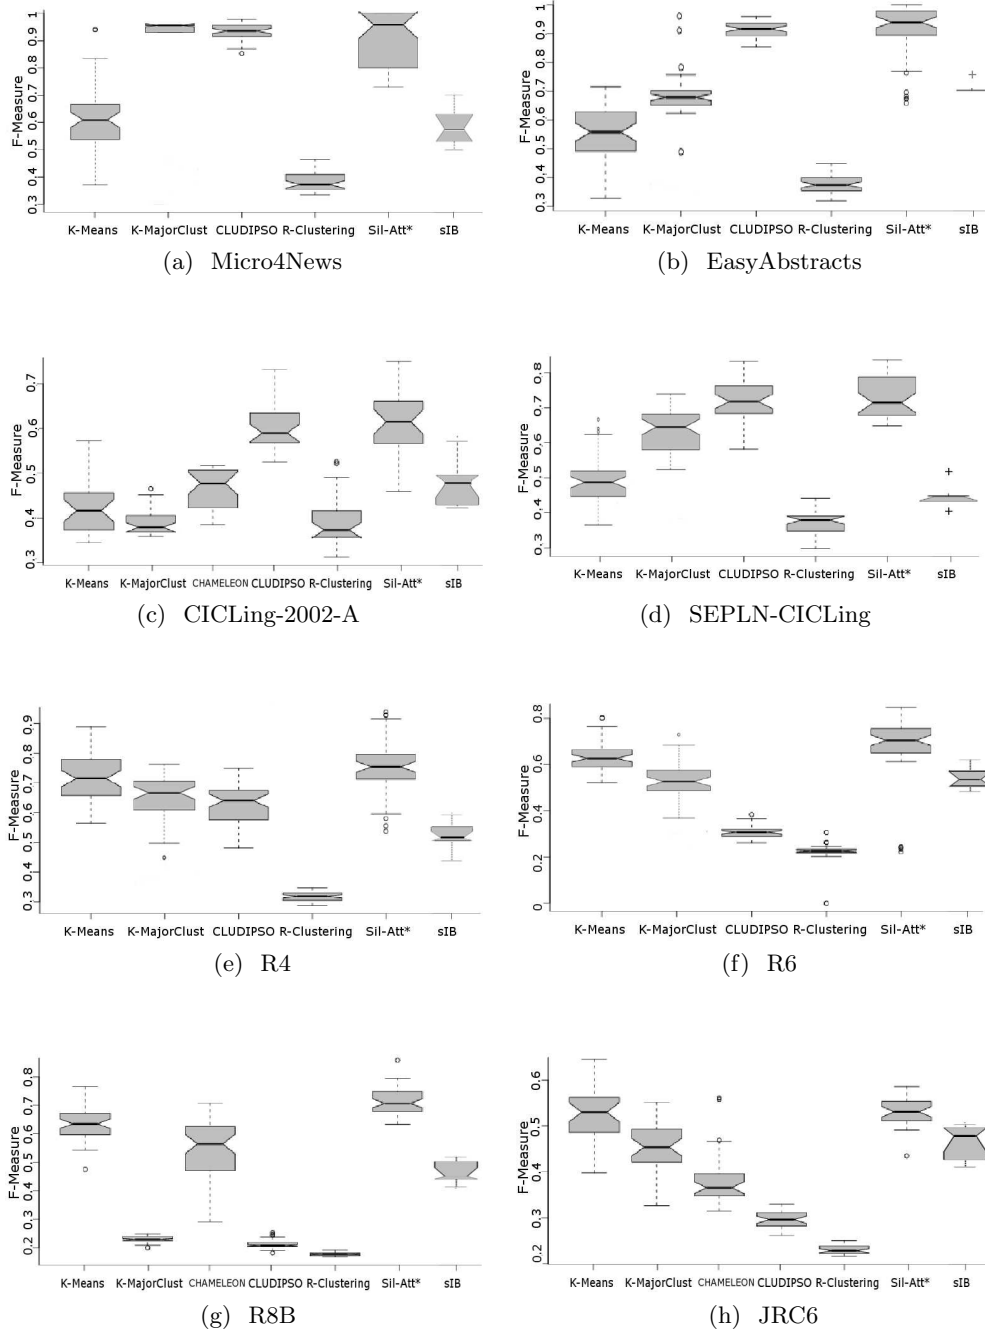 F-Measure
0.3 0.4 0.5 0.6 0.7 0.8 0.9 1
K-Means K-MajorClust CLUDIPSO R-Clustering Sil-Att* sIB
(a) Micro4News
F-Measure
0.3 0.4 0.5 0.6 0.7 0.8 0.9 1
K-Means K-MajorClust CLUDIPSO R-Clustering Sil-Att* sIB
(b) EasyAbstracts
F-Measure
0.3 0.4 0.5 0.6 0.7
K-Means K-MajorClust CHAMELEON CLUDIPSO R-Clustering Sil-Att* sIB
(c) CICLing-2002-A
F-Measure
0.3 0.4 0.5 0.6 0.7 0.8
K-Means K-MajorClust CLUDIPSO R-Clustering Sil-Att* sIB
(d) SEPLN-CICLing
F-Measure
0.3 0.4 0.5 0.6 0.7 0.8 0.9
K-Means K-MajorClust CLUDIPSO R-Clustering Sil-Att* sIB
(e) R4
F-Measure
0 0.2 0.4 0.6 0.8
K-Means K-MajorClust CLUDIPSO R-Clustering Sil-Att* sIB
(f) R6
F-Measure
0.2 0.3 0.4 0.5 0.6 0.7 0.8
K-Means K-MajorClust CHAMELEON CLUDIPSO R-Clustering Sil-Att* sIB
(g) R8B
F-Measure
0.2 0.3 0.4 0.5 0.6
K-Means K-MajorClust CHAMELEON CLUDIPSO R-Clustering Sil-Att* sIB
(h) JRC6